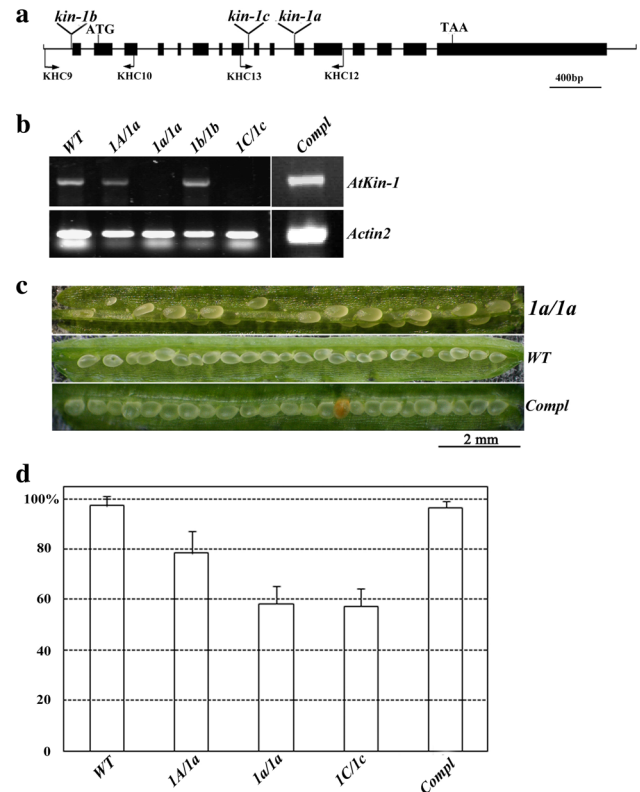 a
kin-1b kin-1c kin-1a
ATG TAA
KHC9 KHC10 KHC13 KHC12
400bp
b
WT 1A/1a 1a/1a 1b/1b 1C/1c Compl
AtKin-1
Actin2
c
1a/1a
WT
Compl
2 mm
d
100%
80
60
40
20
0
WT 1A/1a 1a/1a 1C/1c Compl